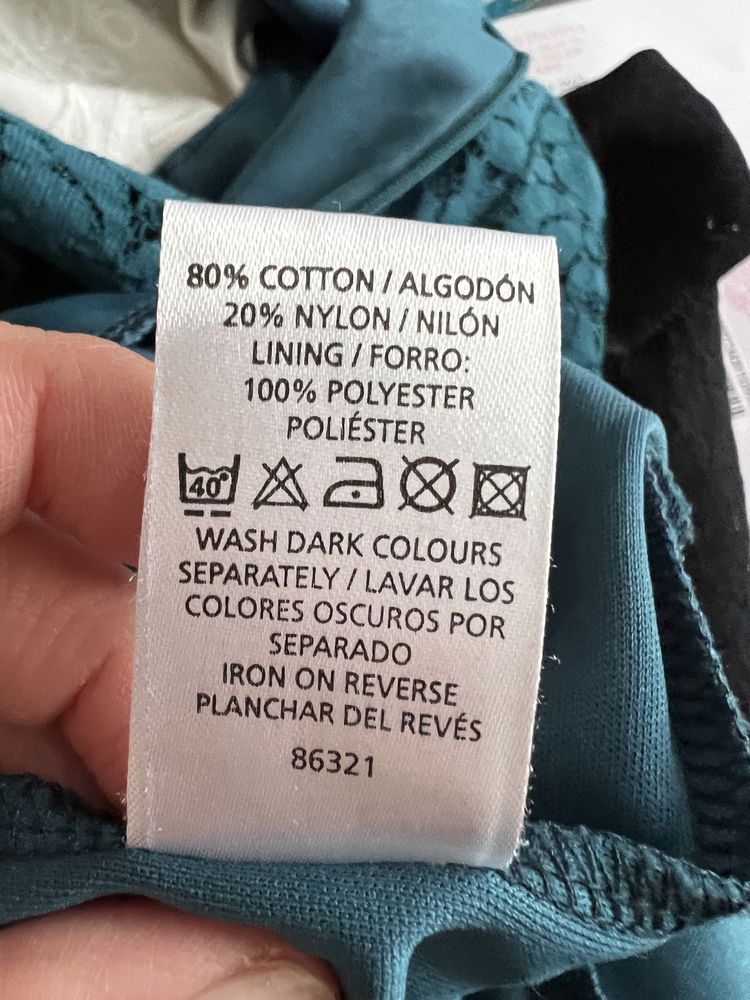 80% COTTON / ALGODÓN
20% NYLON / NILÓN
LINING / FORRO:
100% POLYESTER
POLIÉSTER
40°
WASH DARK COLOURS
SEPARATELY / LAVAR LOS
COLORES OSCUROS POR
SEPARADO
IRON ON REVERSE
PLANCHAR DEL REVÉS
86321